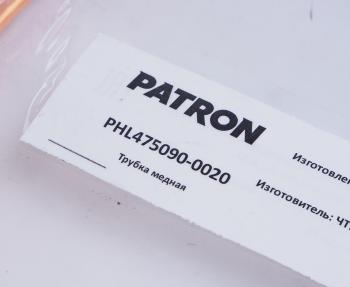 PATRON
PHL475090-0020
Трубка медная
Изготовитель: